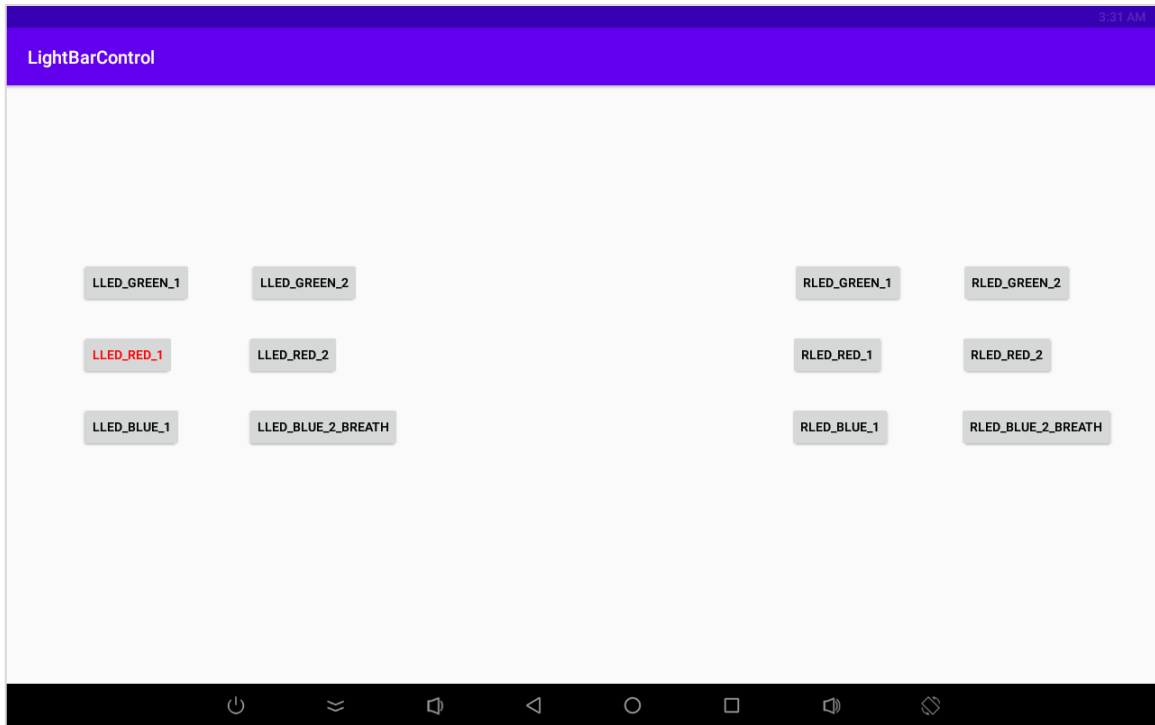 3:31 AM
LightBarControl
LLED_GREEN_1 LLED_GREEN_2 RLED_GREEN_1 RLED_GREEN_2
LLED_RED_1 LLED_RED_2 RLED_RED_1 RLED_RED_2
LLED_BLUE_1 LLED_BLUE_2_BREATH RLED_BLUE_1 RLED_BLUE_2_BREATH